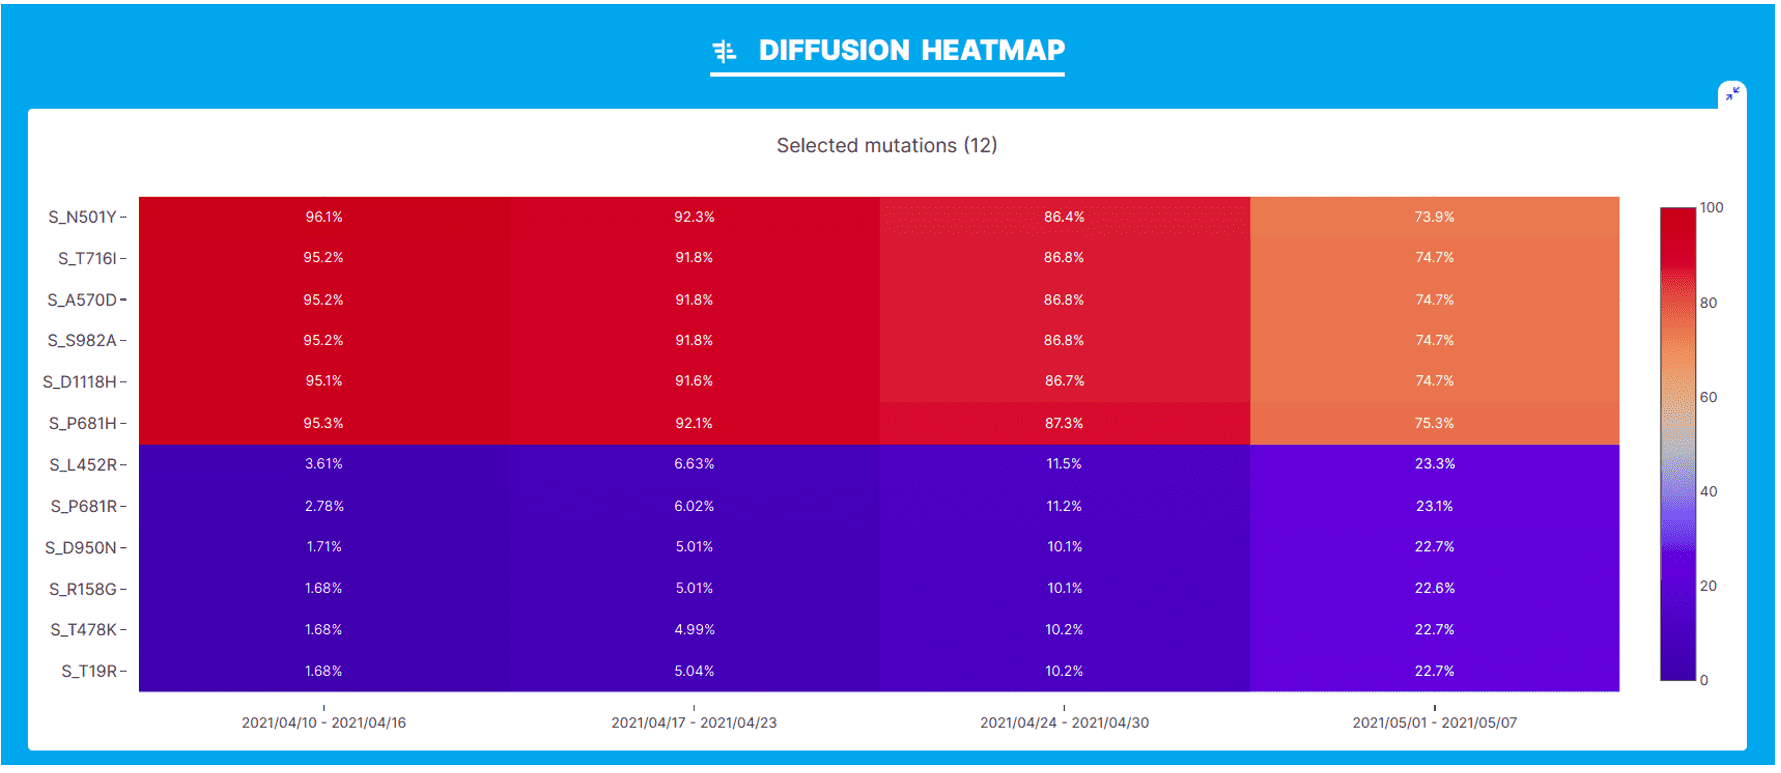 DIFFUSION HEATMAP
Selected mutations (12)
S_N501Y 96.1% 92.3% 86.4% 73.9%
S_T716I 95.2% 91.8% 86.8% 74.7%
S_A570D 95.2% 91.8% 86.8% 74.7%
S_S982A 95.2% 91.8% 86.8% 74.7%
S_D1118H 95.1% 91.6% 86.7% 74.7%
S_P681H 95.3% 92.1% 87.3% 75.3%
S_L452R 3.61% 6.63% 11.5% 23.3%
S_P681R 2.78% 6.02% 11.2% 23.1%
S_D950N 1.71% 5.01% 10.1% 22.7%
S_R158G 1.68% 5.01% 10.1% 22.6%
S_T478K 1.68% 4.99% 10.2% 22.7%
S_T19R 1.68% 5.04% 10.2% 22.7%
2021/04/10 - 2021/04/16 2021/04/17 - 2021/04/23 2021/04/24 - 2021/04/30 2021/05/01 - 2021/05/07
100
80
60
40
20
0